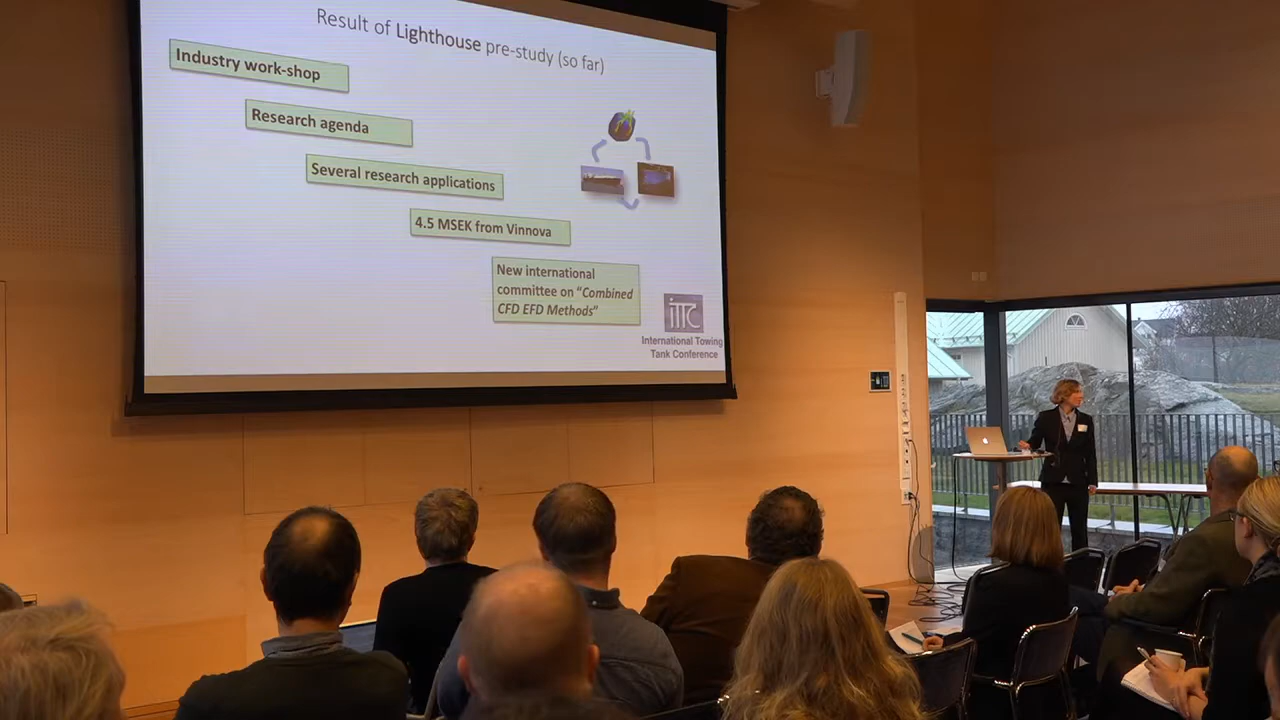 Result of Lighthouse pre-study (so far)
Industry work-shop
Research agenda
Several research applications
4.5 MSEK from Vinnova
New international
committee on “Combined
CFD EFD Methods”
ITTC
International Towing
Tank Conference